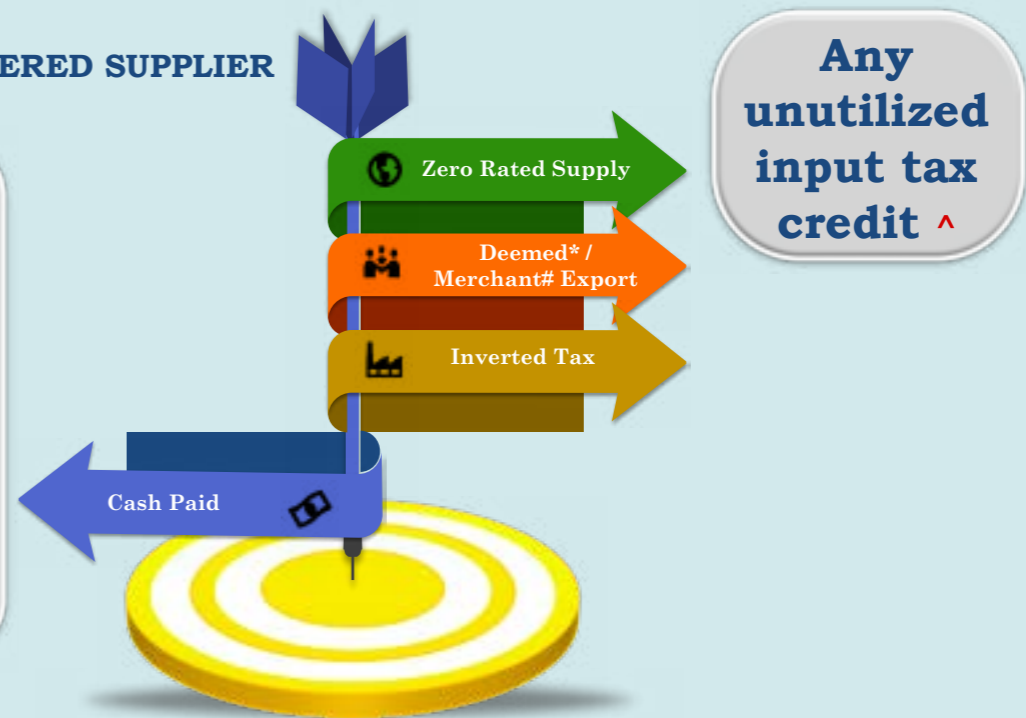 ERED SUPPLIER
Any
unutilized
input tax
credit ^
Zero Rated Supply
Deemed* /
Merchant# Export
Inverted Tax
Cash Paid